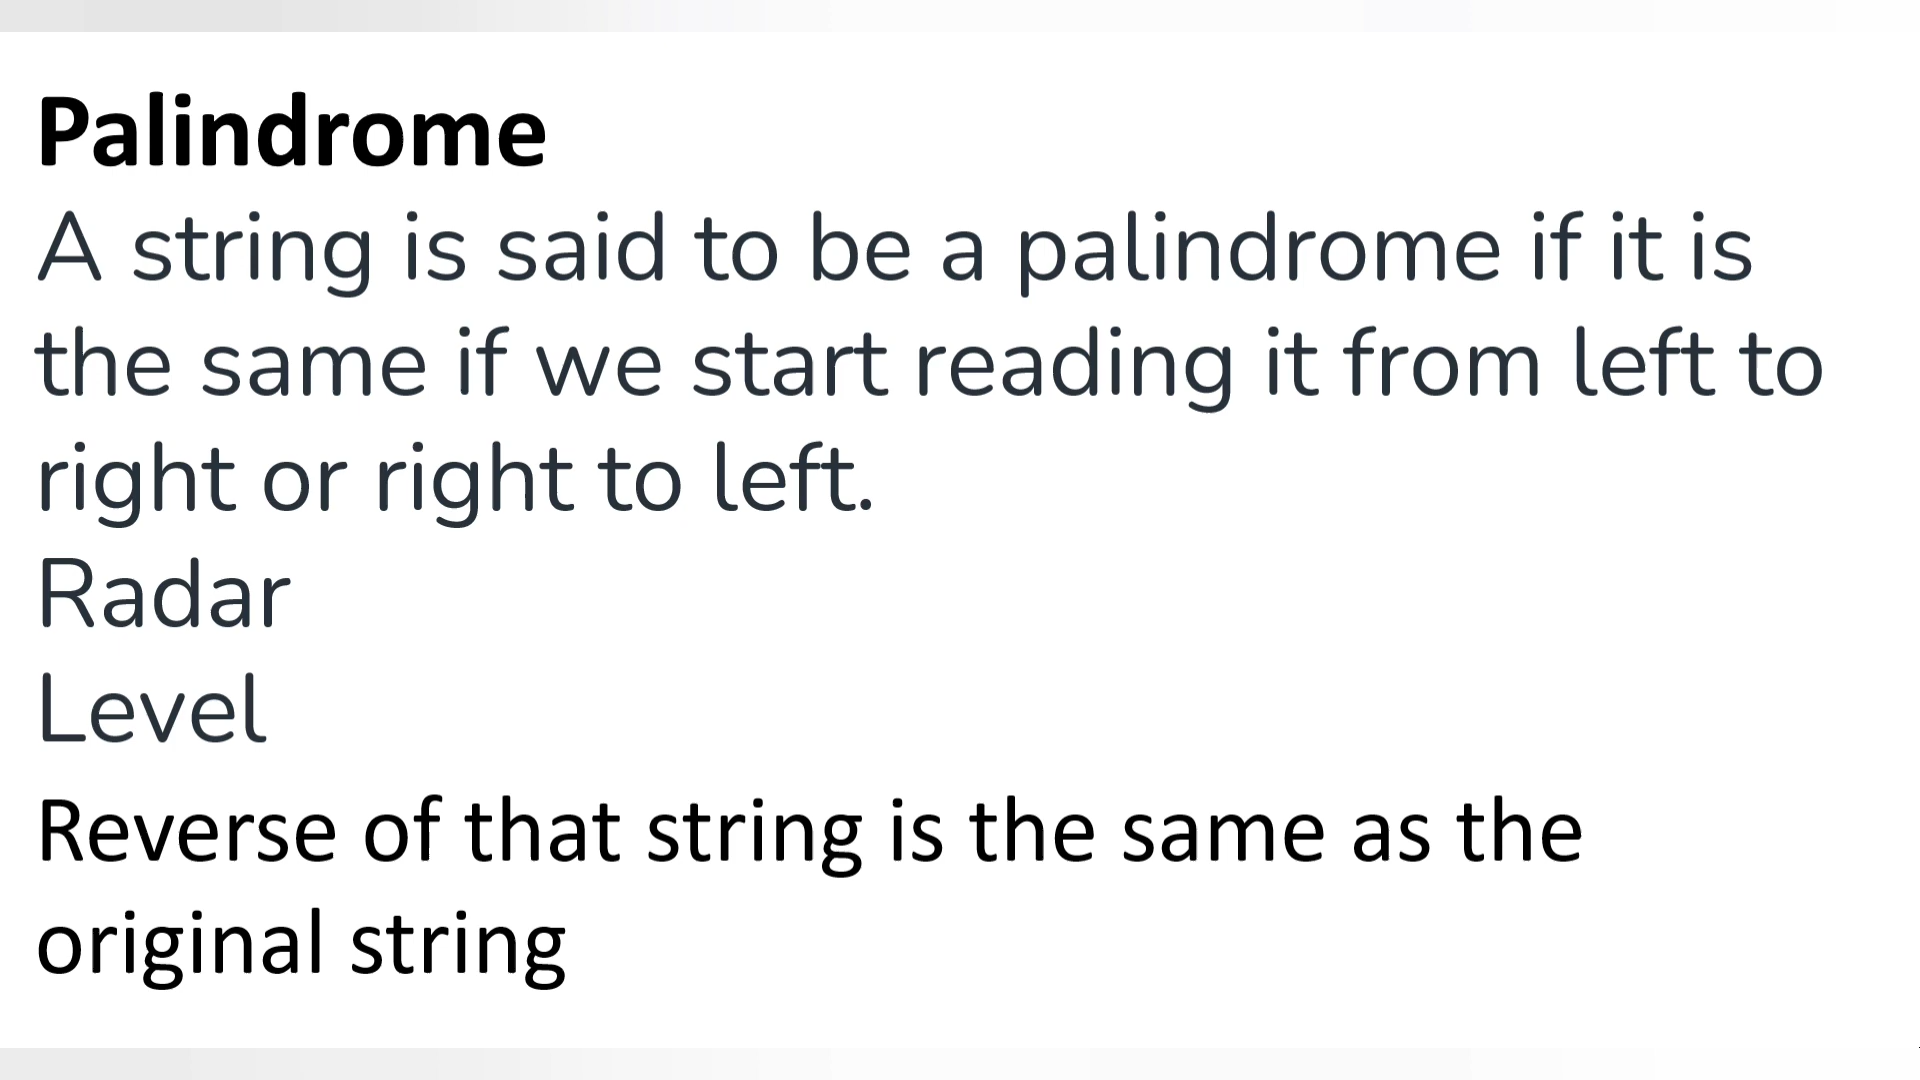 Palindrome
A string is said to be a palindrome if it is
the same if we start reading it from left to
right or right to left.
Radar
Level
Reverse of that string is the same as the
original string